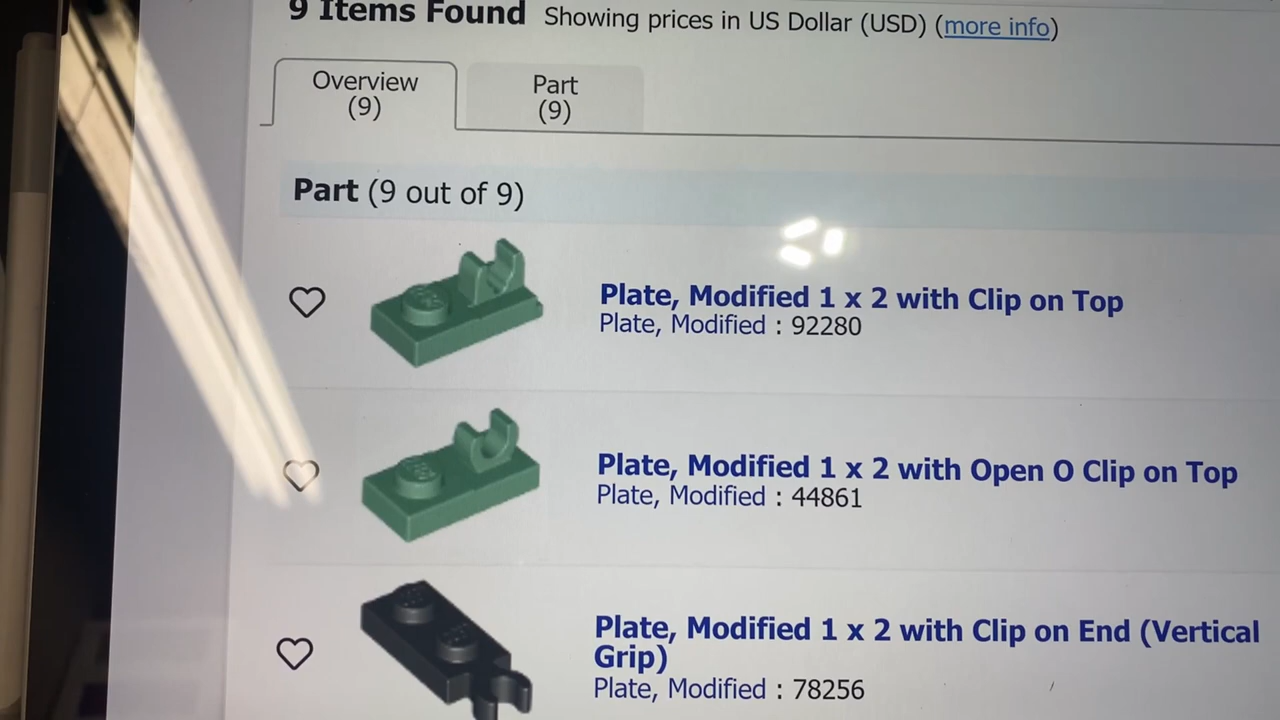 9 Items Found Showing prices in US Dollar (USD) (more info)
Overview
(9)
Part
(9)
Part (9 out of 9)
Plate, Modified 1 x 2 with Clip on Top
Plate, Modified : 92280
Plate, Modified 1 x 2 with Open O Clip on Top
Plate, Modified : 44861
Plate, Modified 1 x 2 with Clip on End (Vertical
Grip)
Plate, Modified : 78256